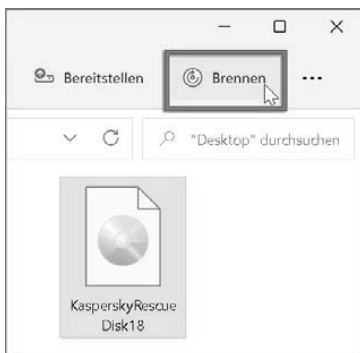 Bereitstellen Brennen
"Desktop" durchsuchen
KasperskyRescue
Disk18